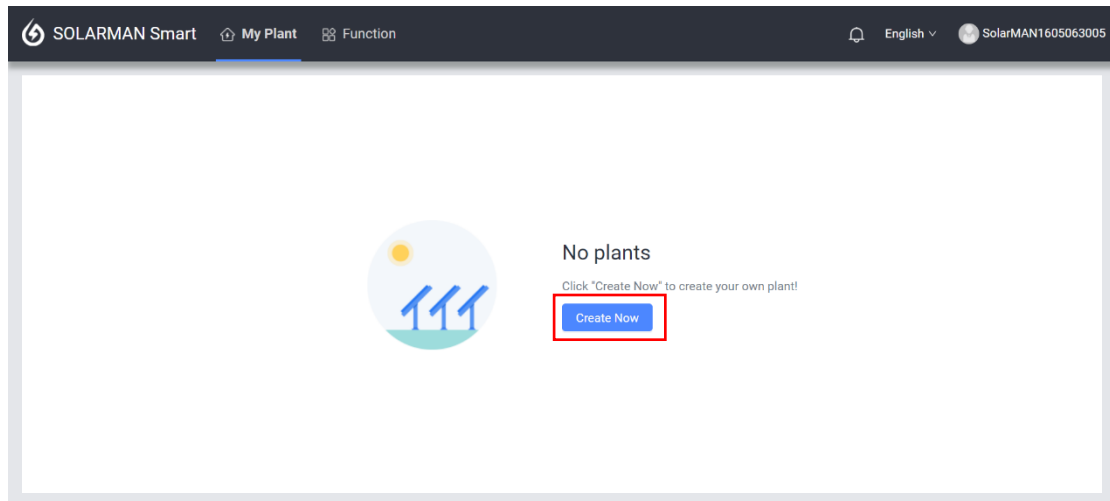 SOLARMAN Smart My Plant Function English SolarMAN1605063005
No plants
Click "Create Now" to create your own plant!
Create Now